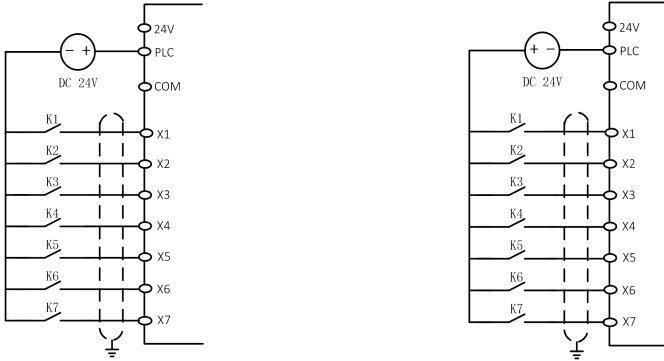 24V
− +
PLC
DC 24V
COM
K1
X1
K2
X2
K3
X3
K4
X4
K5
X5
K6
X6
K7
X7
24V
+ −
PLC
DC 24V
COM
K1
X1
K2
X2
K3
X3
K4
X4
K5
X5
K6
X6
K7
X7